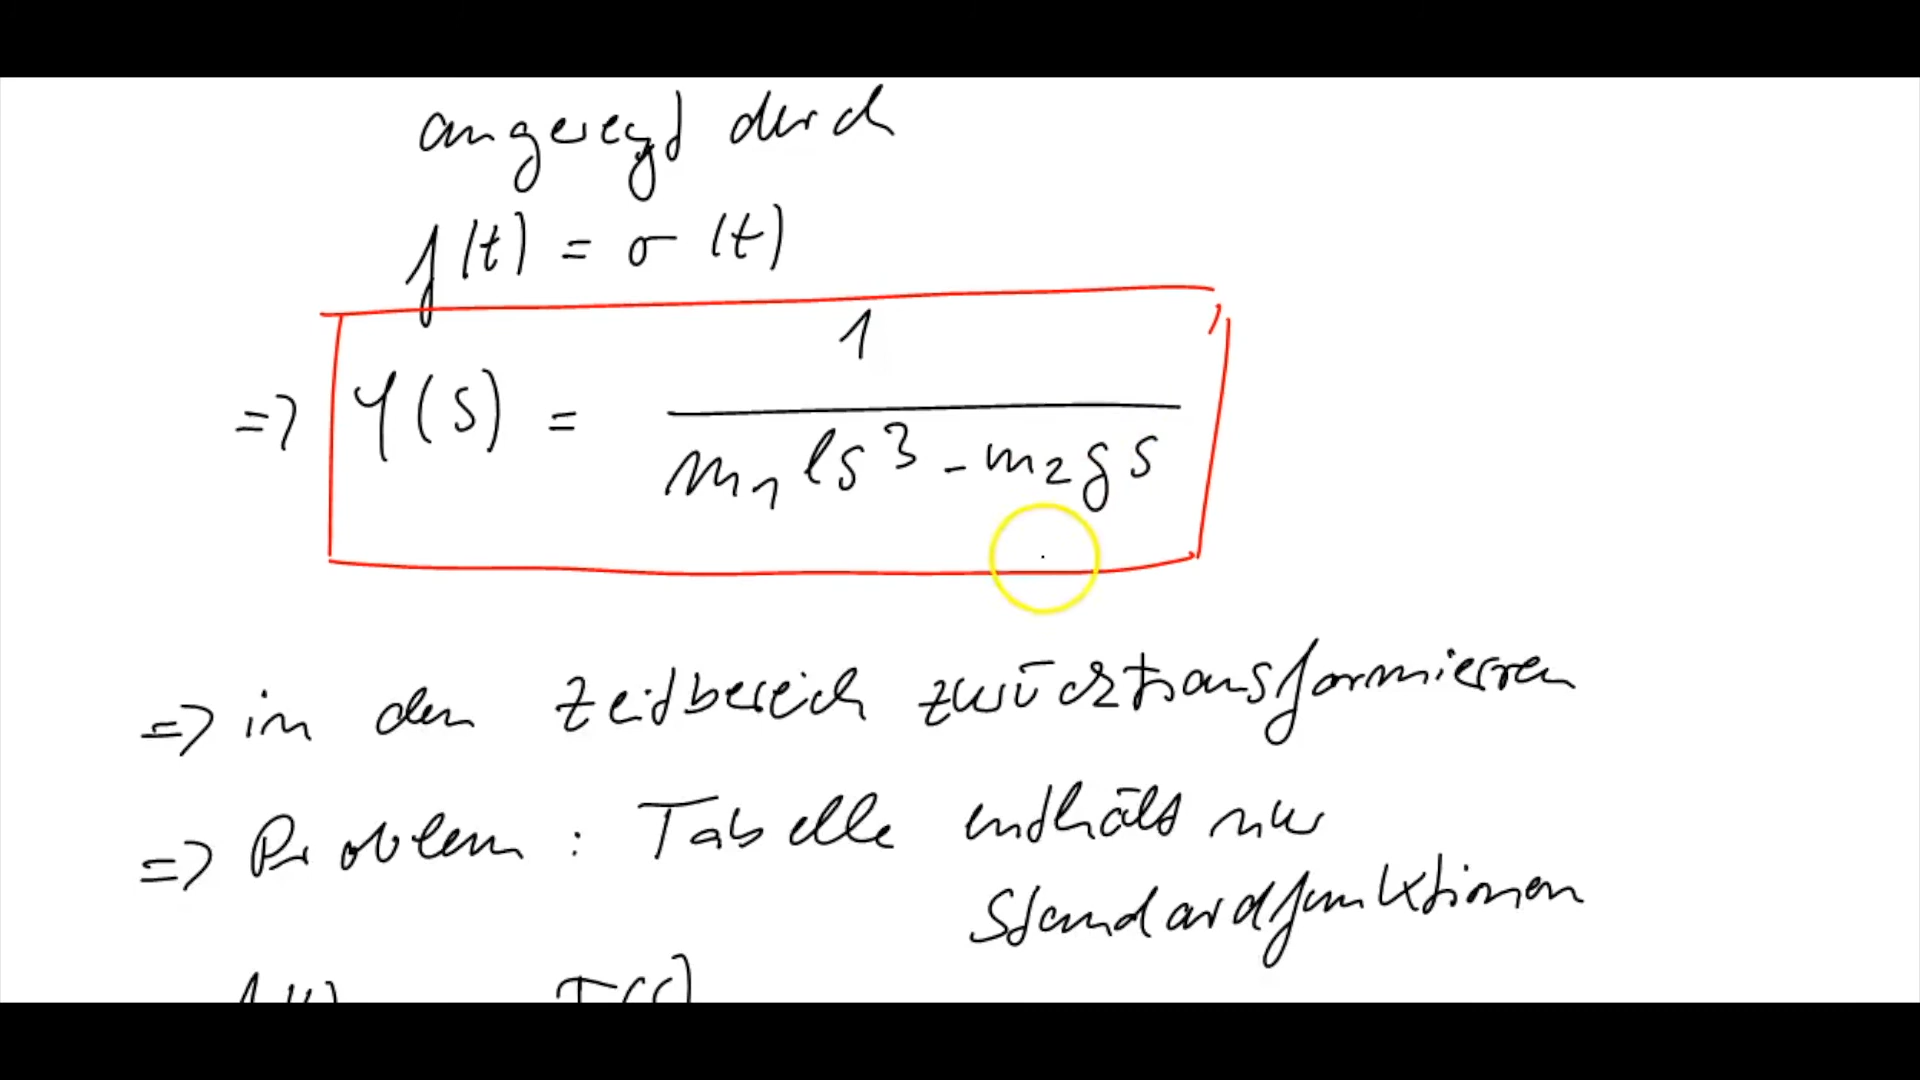 angeregt durch
f(t) = σ(t)
1
=> Y(s) = ―――
m₁ls³ - m₂gs
=> in den Zeitbereich zurücktransformieren
=> Problem : Tabelle enthält nur
Standardfunktionen